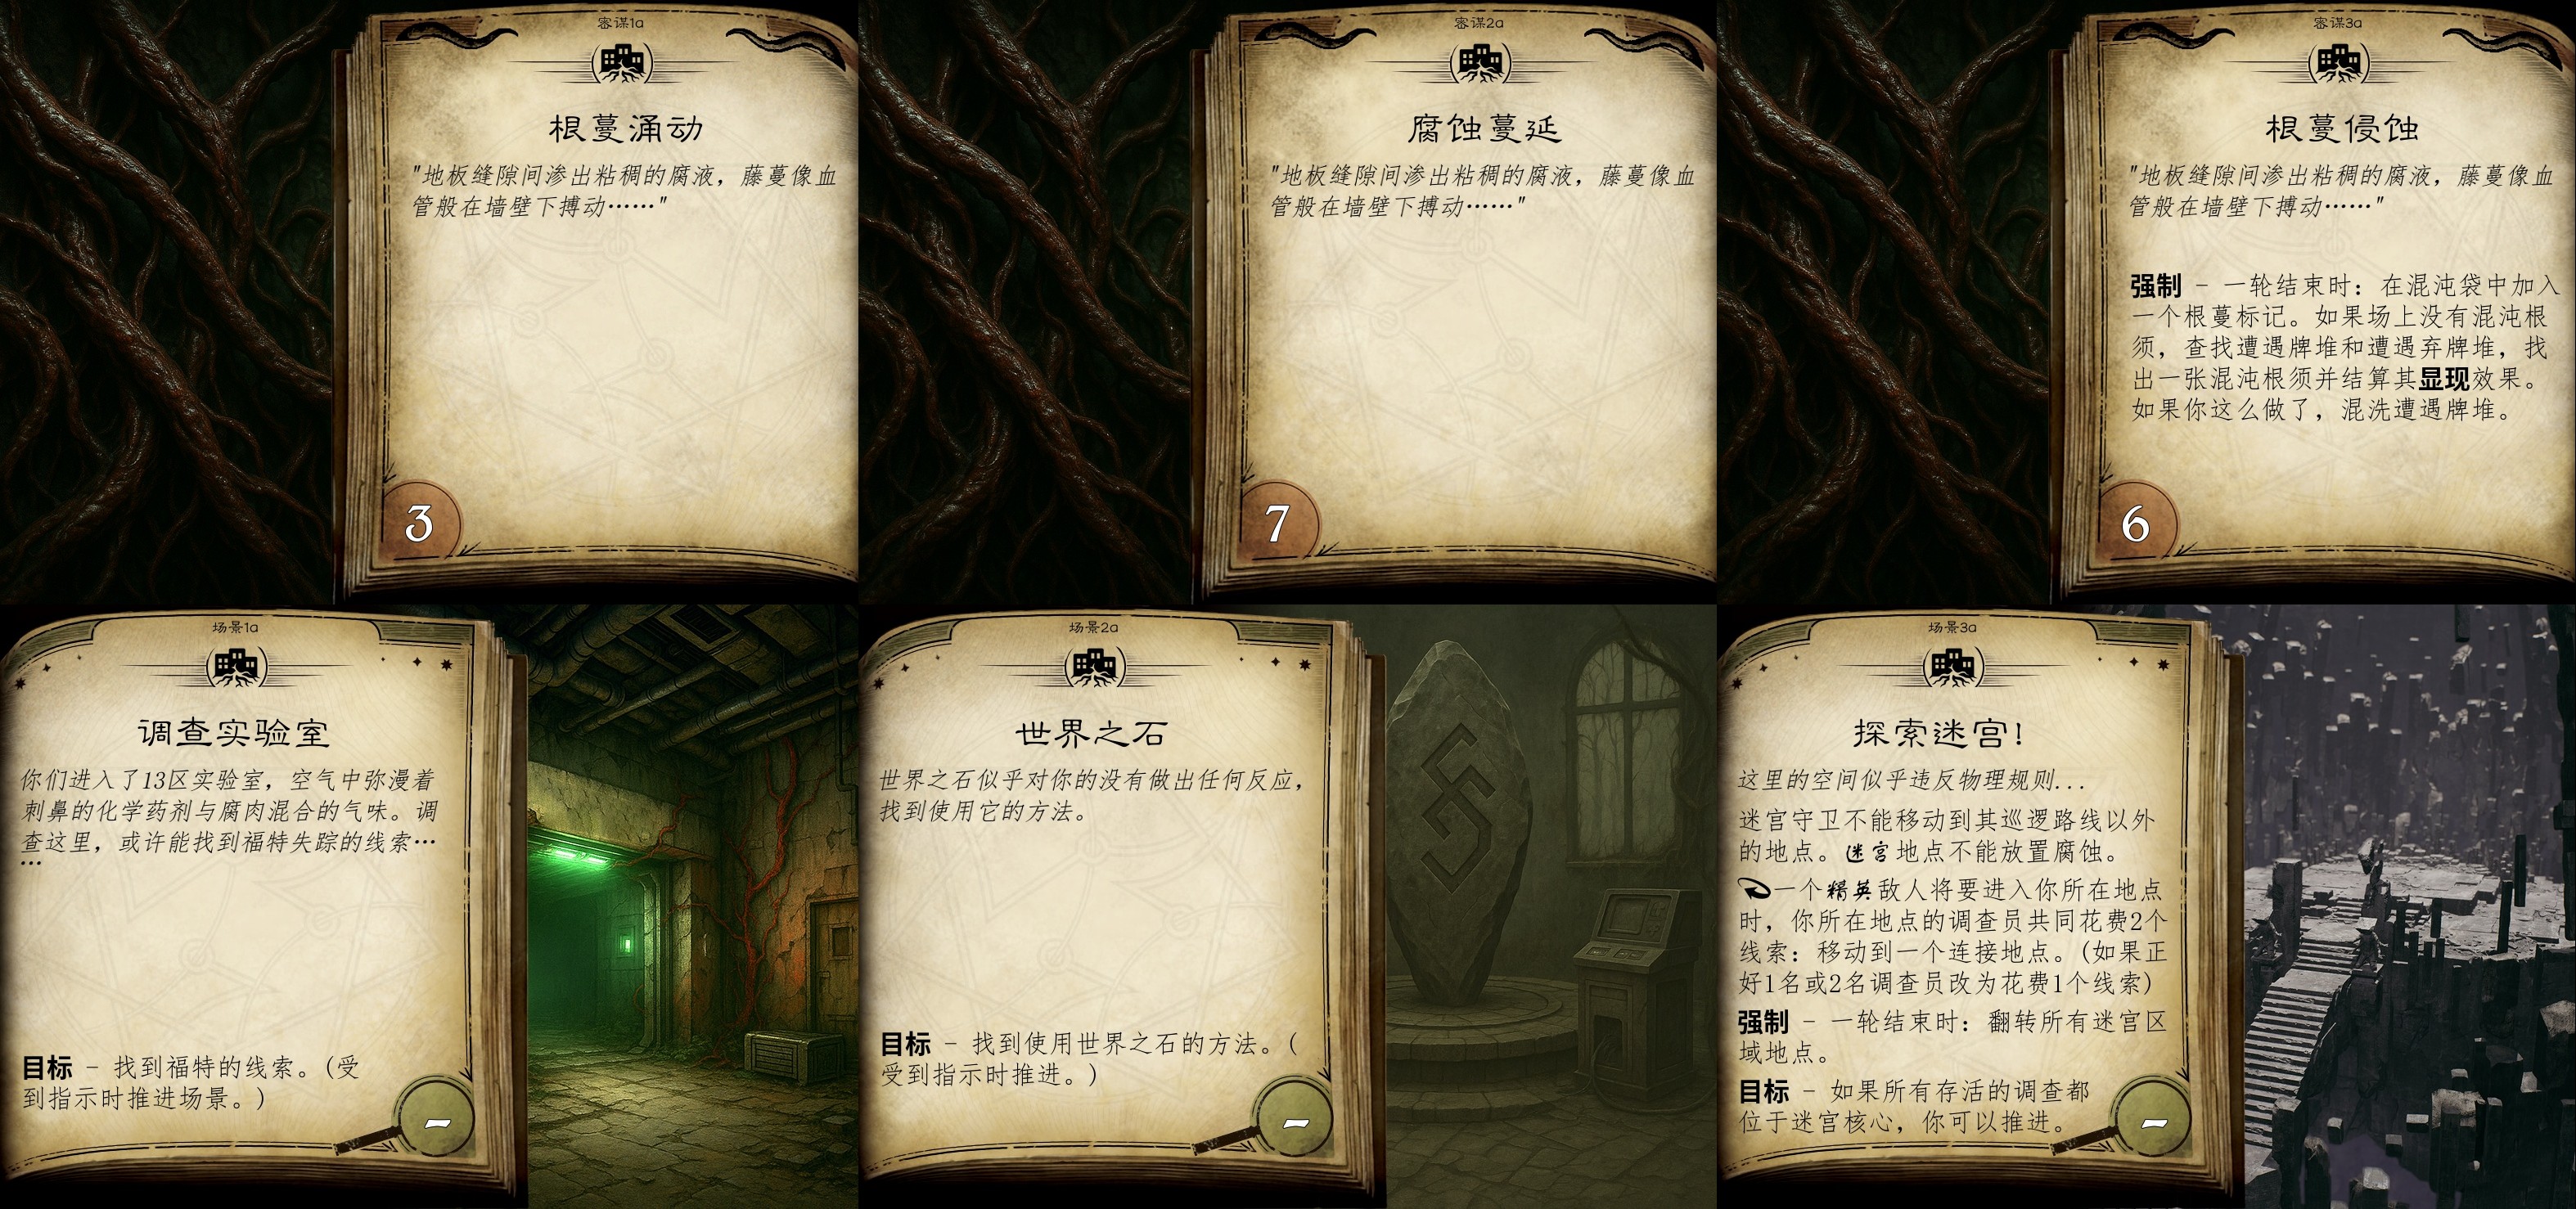 密谋1a
根蔓涌动
"地板缝隙间渗出粘稠的腐液，藤蔓像血
管般在墙壁下搏动……"
3
密谋2a
腐蚀蔓延
"地板缝隙间渗出粘稠的腐液，藤蔓像血
管般在墙壁下搏动……"
7
密谋3a
根蔓侵蚀
"地板缝隙间渗出粘稠的腐液，藤蔓像血
管般在墙壁下搏动……"
强制 - 一轮结束时：在混沌袋中加入
一个根蔓标记。如果场上没有混沌根
须，查找遭遇牌堆和遭遇弃牌堆，找
出一张混沌根须并结算其显现效果。
如果你这么做了，混洗遭遇牌堆。
6
场景1a
调查实验室
你们进入了13区实验室，空气中弥漫着
刺鼻的化学药剂与腐肉混合的气味。调
查这里，或许能找到福特失踪的线索…
…
目标 - 找到福特的线索。(受
到指示时推进场景。)
-
场景2a
世界之石
世界之石似乎对你的没有做出任何反应，
找到使用它的方法。
目标 - 找到使用世界之石的方法。(
受到指示时推进。)
-
场景3a
探索迷宫!
这里的空间似乎违反物理规则...
迷宫守卫不能移动到其巡逻路线以外
的地点。迷宫地点不能放置腐蚀。
一个精英敌人将要进入你所在地点
时，你所在地点的调查员共同花费2个
线索：移动到一个连接地点。(如果正
好1名或2名调查员改为花费1个线索)
强制 - 一轮结束时：翻转所有迷宫区
域地点。
目标 - 如果所有存活的调查都
位于迷宫核心，你可以推进。
-